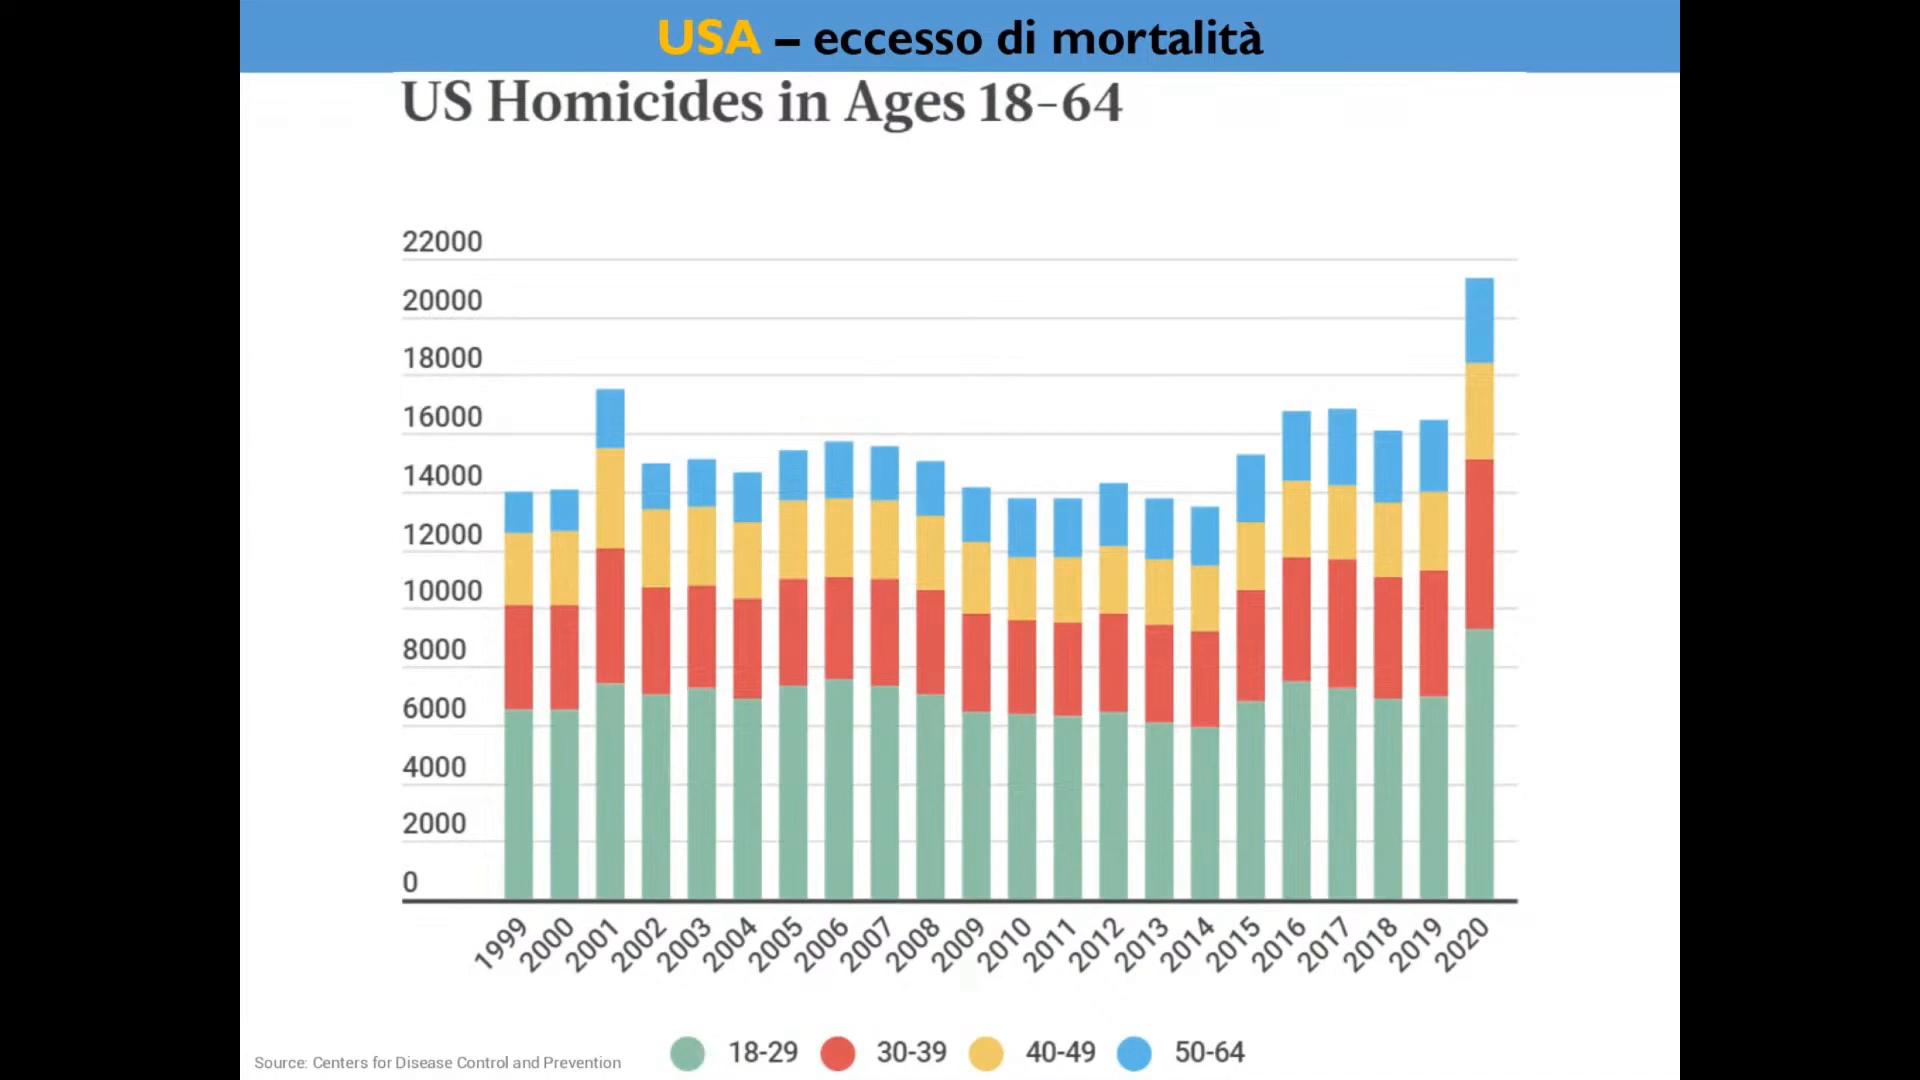 USA – eccesso di mortalità
US Homicides in Ages 18–64
22000
20000
18000
16000
14000
12000
10000
8000
6000
4000
2000
0
1999 2000 2001 2002 2003 2004 2005 2006 2007 2008 2009 2010 2011 2012 2013 2014 2015 2016 2017 2018 2019 2020
18-29 30-39 40-49 50-64
Source: Centers for Disease Control and Prevention